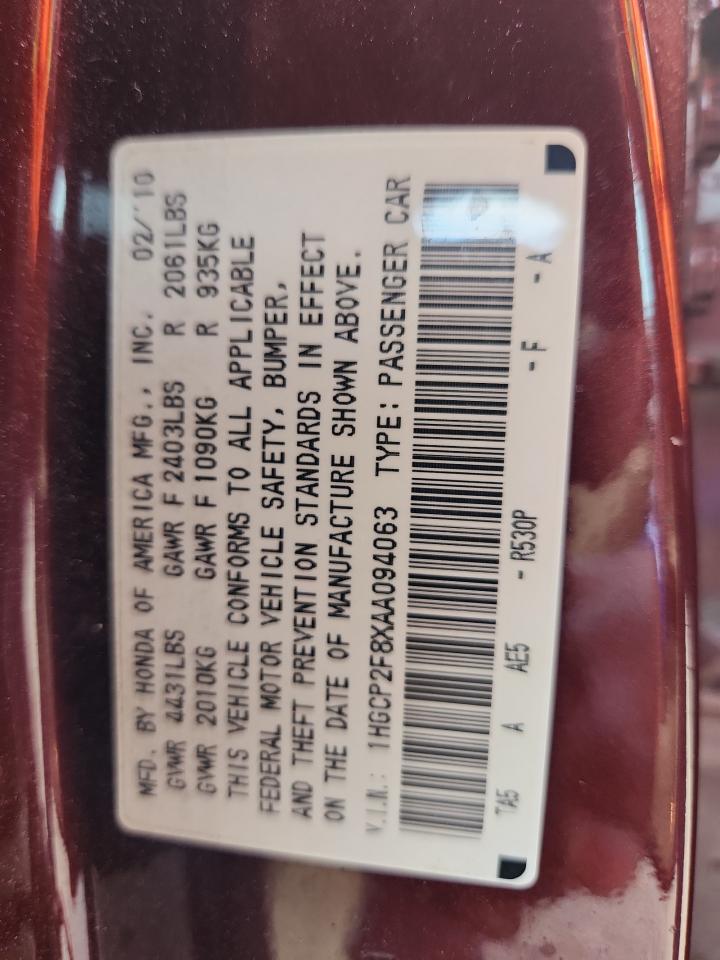 MFD. BY HONDA OF AMERICA MFG., INC. 02/10
GVWR 4431LBS GAWR F 2403LBS R 2061LBS
GVWR 2010KG GAWR F 1090KG R 935KG
THIS VEHICLE CONFORMS TO ALL APPLICABLE
FEDERAL MOTOR VEHICLE SAFETY, BUMPER,
AND THEFT PREVENTION STANDARDS IN EFFECT
ON THE DATE OF MANUFACTURE SHOWN ABOVE.
V.I.N.: 1HGCP2F8XAA094063 TYPE: PASSENGER CAR
TA5 A AE5 - R530P - F - A